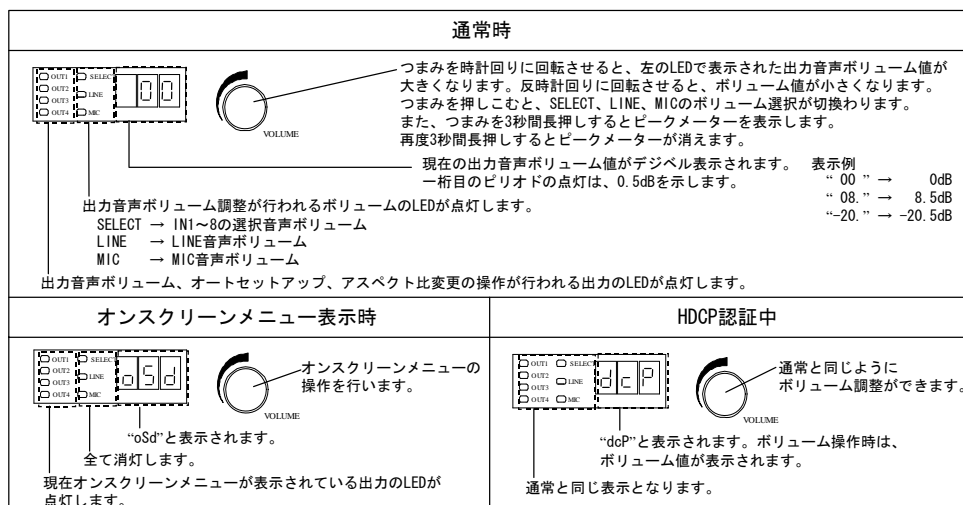 通常時
OUT1 SELECT
OUT2
LINE
OUT3
OUT4 MIC
00
VOLUME
つまみを時計回りに回転させると、左のLEDで表示された出力音声ボリューム値が
大きくなります。反時計回りに回転させると、ボリューム値が小さくなります。
つまみを押しこむと、SELECT、LINE、MICのボリューム選択が切換わります。
また、つまみを3秒間長押しするとピークメーターを表示します。
再度3秒間長押しするとピークメーターが消えます。
現在の出力音声ボリューム値がデジベル表示されます。 表示例
一桁目のピリオドの点灯は、0.5dBを示します。
“ 00 ” → 0dB
“ 08. ” → 8.5dB
“-20. ” → -20.5dB
出力音声ボリューム調整が行われるボリュームのLEDが点灯します。
SELECT → IN1～8の選択音声ボリューム
LINE → LINE音声ボリューム
MIC → MIC音声ボリューム
出力音声ボリューム、オートセットアップ、アスペクト比変更の操作が行われる出力のLEDが点灯します。
オンスクリーンメニュー表示時
OUT1 SELECT
OUT2
LINE
OUT3
OUT4 MIC
oSd
VOLUME
オンスクリーンメニューの
操作を行います。
“oSd”と表示されます。
全て消灯します。
現在オンスクリーンメニューが表示されている出力のLEDが
点灯します。
HDCP認証中
OUT1 SELECT
OUT2
LINE
OUT3
OUT4 MIC
dcP
VOLUME
通常と同じように
ボリューム調整ができます。
“dcP”と表示されます。ボリューム操作時は、
ボリューム値が表示されます。
通常と同じ表示となります。